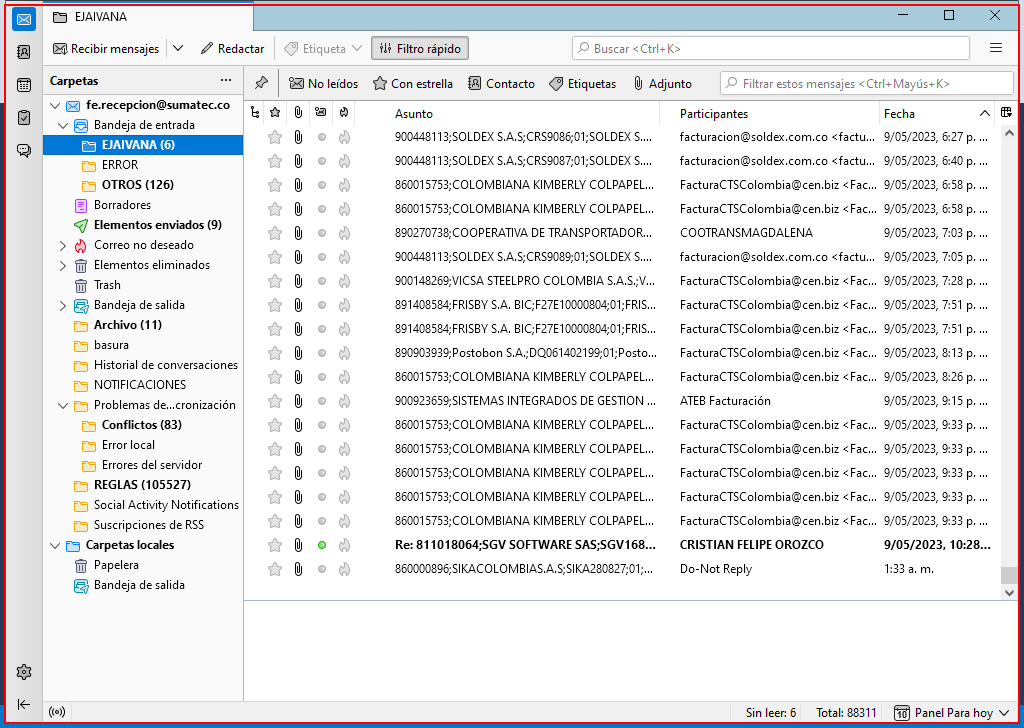 EJAIVANA
Recibir mensajes
Redactar
Etiqueta
Filtro rápido
Buscar <Ctrl+K>
Carpetas
No leídos
Con estrella
Contacto
Etiquetas
Adjunto
Filtrar estos mensajes <Ctrl+Mayús+K>
fe.recepcion@sumatec.co
Bandeja de entrada
EJAIVANA (6)
ERROR
OTROS (126)
Borradores
Elementos enviados (9)
Correo no deseado
Elementos eliminados
Trash
Bandeja de salida
Archivo (11)
basura
Historial de conversaciones
NOTIFICACIONES
Problemas de...cronización
Conflictos (83)
Error local
Errores del servidor
REGLAS (105527)
Social Activity Notifications
Suscripciones de RSS
Carpetas locales
Papelera
Bandeja de salida
Asunto Participantes Fecha
900448113;SOLDEX S.A.S;CRS9086;01;SOLDEX S.... facturacion@soldex.com.co <factu... 9/05/2023, 6:27 p. ...
900448113;SOLDEX S.A.S;CRS9087;01;SOLDEX S.... facturacion@soldex.com.co <factu... 9/05/2023, 6:40 p. ...
860015753;COLOMBIANA KIMBERLY COLPAPEL... FacturaCTSColombia@cen.biz <Fac... 9/05/2023, 6:58 p. ...
860015753;COLOMBIANA KIMBERLY COLPAPEL... FacturaCTSColombia@cen.biz <Fac... 9/05/2023, 6:58 p. ...
890270738;COOPERATIVA DE TRANSPORTADOR... COOTRANSMAGDALENA 9/05/2023, 7:03 p. ...
900448113;SOLDEX S.A.S;CRS9089;01;SOLDEX S.... facturacion@soldex.com.co <factu... 9/05/2023, 7:05 p. ...
900148269;VICSA STEELPRO COLOMBIA S.A.S.;V... FacturaCTSColombia@cen.biz <Fac... 9/05/2023, 7:28 p. ...
891408584;FRISBY S.A. BIC;F27E10000804;01;FRIS... FacturaCTSColombia@cen.biz <Fac... 9/05/2023, 7:51 p. ...
891408584;FRISBY S.A. BIC;F27E10000804;01;FRIS... FacturaCTSColombia@cen.biz <Fac... 9/05/2023, 7:51 p. ...
890903939;Postobon S.A.;DQ061402199;01;Posto... FacturaCTSColombia@cen.biz <Fac... 9/05/2023, 8:13 p. ...
860015753;COLOMBIANA KIMBERLY COLPAPEL... FacturaCTSColombia@cen.biz <Fac... 9/05/2023, 8:26 p. ...
900923659;SISTEMAS INTEGRADOS DE GESTION ... ATEB Facturación 9/05/2023, 9:15 p. ...
860015753;COLOMBIANA KIMBERLY COLPAPEL... FacturaCTSColombia@cen.biz <Fac... 9/05/2023, 9:33 p. ...
860015753;COLOMBIANA KIMBERLY COLPAPEL... FacturaCTSColombia@cen.biz <Fac... 9/05/2023, 9:33 p. ...
860015753;COLOMBIANA KIMBERLY COLPAPEL... FacturaCTSColombia@cen.biz <Fac... 9/05/2023, 9:33 p. ...
860015753;COLOMBIANA KIMBERLY COLPAPEL... FacturaCTSColombia@cen.biz <Fac... 9/05/2023, 9:33 p. ...
860015753;COLOMBIANA KIMBERLY COLPAPEL... FacturaCTSColombia@cen.biz <Fac... 9/05/2023, 9:33 p. ...
Re: 811018064;SGV SOFTWARE SAS;SGV168... CRISTIAN FELIPE OROZCO 9/05/2023, 10:28...
860000896;SIKACOLOMBIAS.A.S;SIKA280827;01;... Do-Not Reply 1:33 a. m.
Sin leer: 6 Total: 88311 10 Panel Para hoy